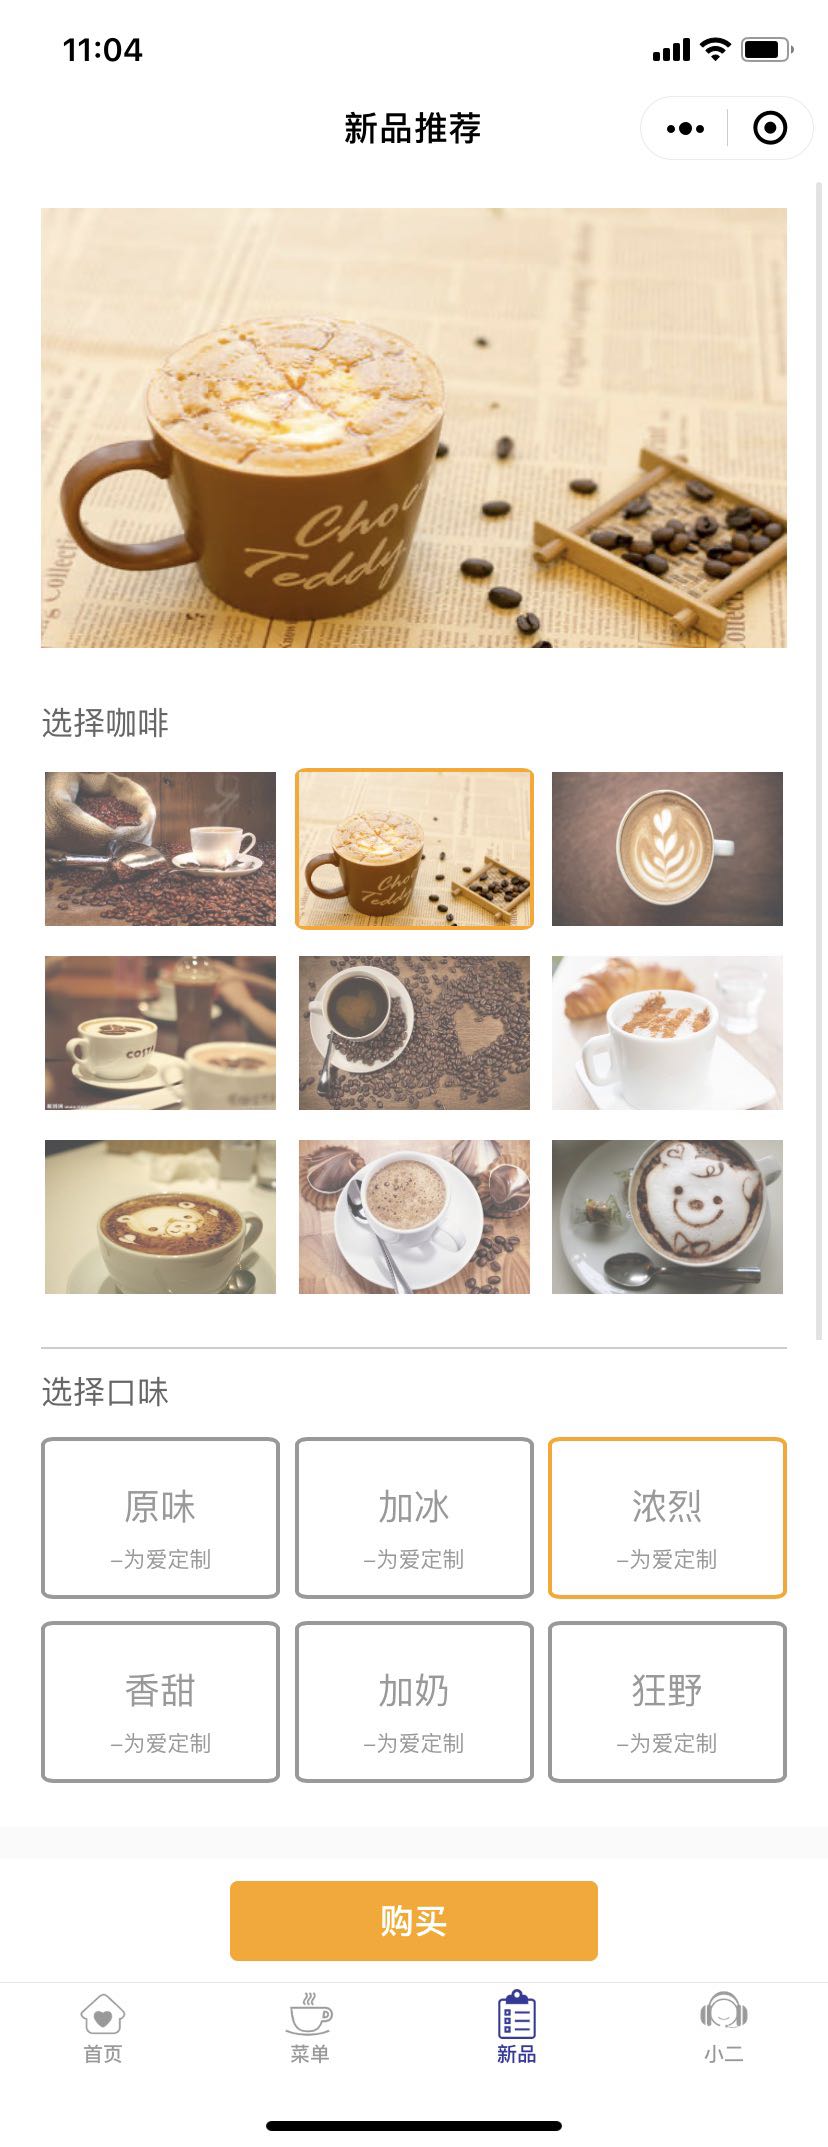 11:04
新品推荐
Choo
Teddy
选择咖啡
Choo
Teddy
COSTA
选择口味
原味
加冰
浓烈
–为爱定制
–为爱定制
–为爱定制
香甜
加奶
狂野
–为爱定制
–为爱定制
–为爱定制
购买
首页
菜单
新品
小二